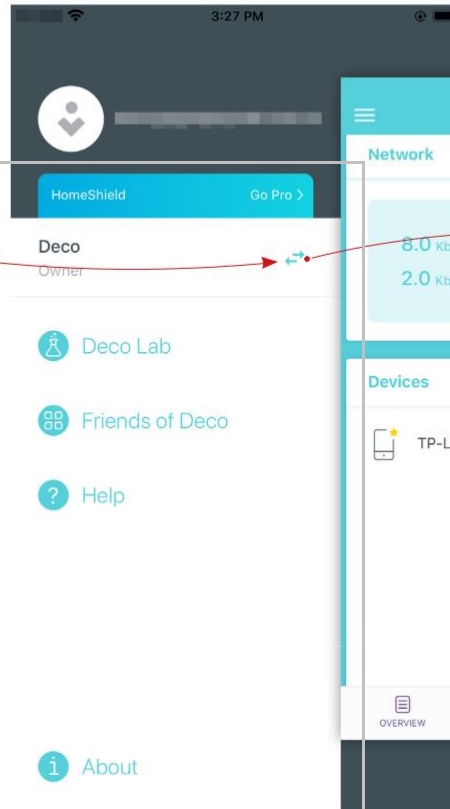 3:27 PM
HomeShield Go Pro >
Deco
Owner
Deco Lab
Friends of Deco
Help
About
Network
8.0 Kb
2.0 Kb
Devices
TP-L
OVERVIEW